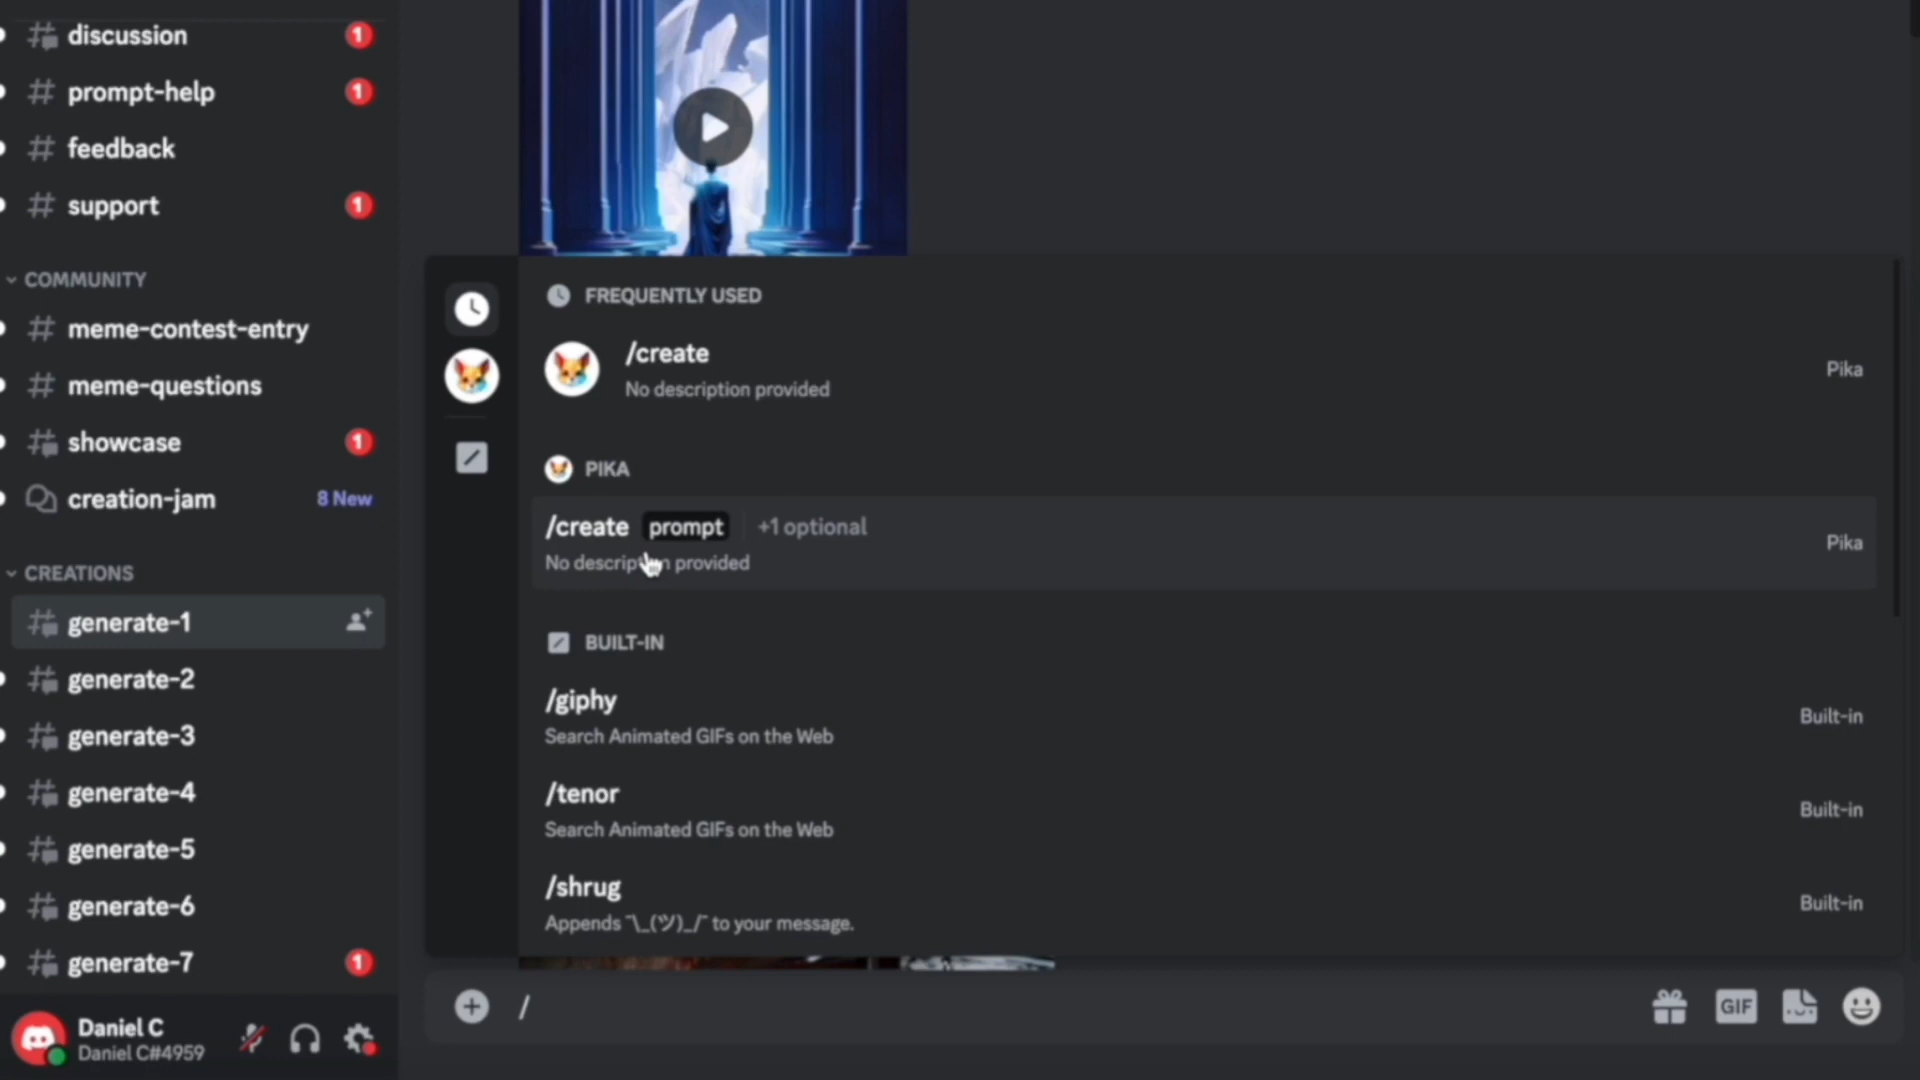 discussion 1
prompt-help 1
feedback
support 1
COMMUNITY
meme-contest-entry
meme-questions
showcase 1
creation-jam 8 New
CREATIONS
generate-1
generate-2
generate-3
generate-4
generate-5
generate-6
generate-7 1
Daniel C
Daniel C#4959
FREQUENTLY USED
/create
No description provided
Pika
PIKA
/create prompt +1 optional
No description provided
Pika
BUILT-IN
/giphy
Search Animated GIFs on the Web
Built-in
/tenor
Search Animated GIFs on the Web
Built-in
/shrug
Appends ¯\_(ツ)_/¯ to your message.
Built-in
/
GIF